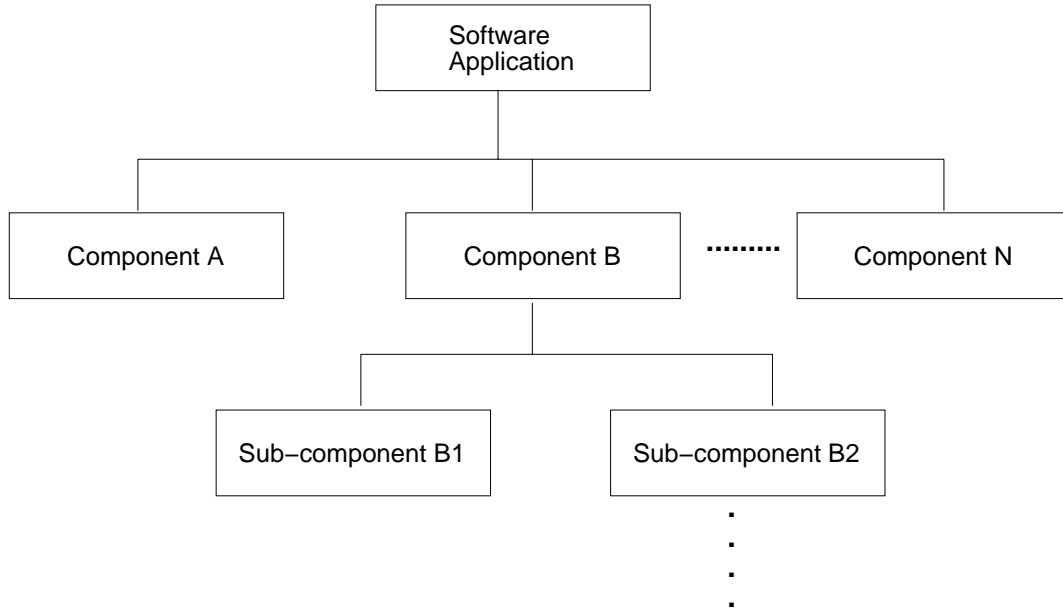 Software
Application
Component A
Component B
Component N
Sub−component B1
Sub−component B2